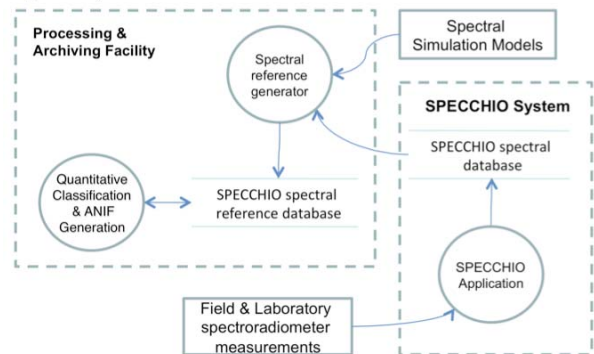 Processing &
Archiving Facility
Spectral
reference
generator
Spectral
Simulation Models
SPECCHIO System
SPECCHIO spectral
database
Quantitative
Classification
& ANIF
Generation
SPECCHIO spectral
reference database
SPECCHIO
Application
Field & Laboratory
spectroradiometer
measurements